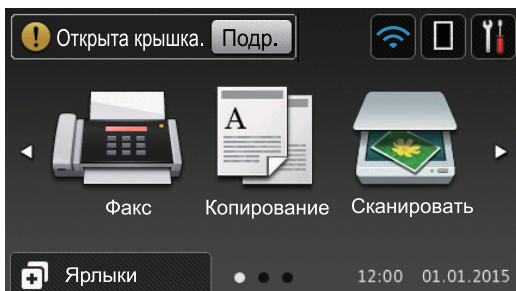 Открыта крышка. Подр.
A
Факс Копирование Сканировать
Ярлыки 12:00 01.01.2015